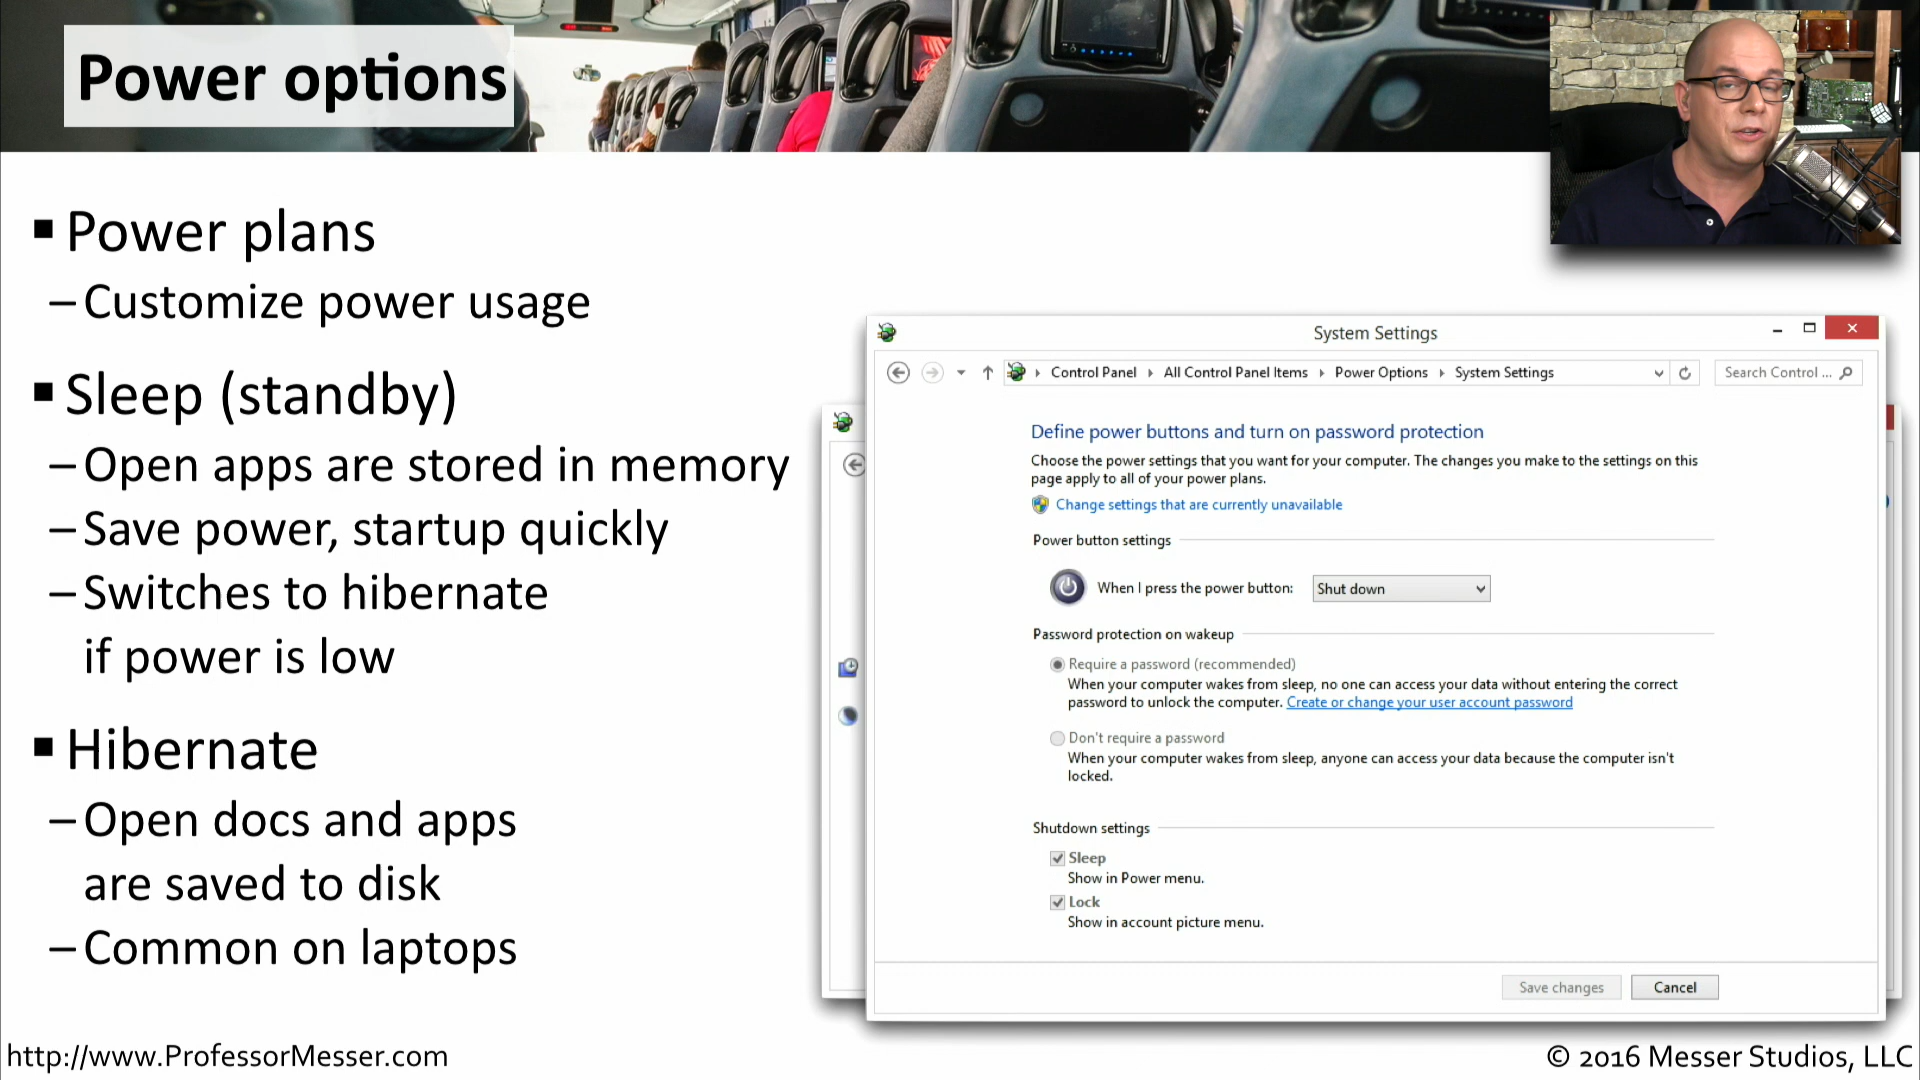 Power options
▪ Power plans
– Customize power usage
▪ Sleep (standby)
– Open apps are stored in memory
– Save power, startup quickly
– Switches to hibernate
if power is low
▪ Hibernate
– Open docs and apps
are saved to disk
– Common on laptops
System Settings
Control Panel ▸ All Control Panel Items ▸ Power Options ▸ System Settings
Search Control ...
Define power buttons and turn on password protection
Choose the power settings that you want for your computer. The changes you make to the settings on this
page apply to all of your power plans.
Change settings that are currently unavailable
Power button settings
When I press the power button: Shut down
Password protection on wakeup
Require a password (recommended)
When your computer wakes from sleep, no one can access your data without entering the correct
password to unlock the computer. Create or change your user account password
Don't require a password
When your computer wakes from sleep, anyone can access your data because the computer isn't
locked.
Shutdown settings
Sleep
Show in Power menu.
Lock
Show in account picture menu.
Save changes Cancel
http://www.ProfessorMesser.com
© 2016 Messer Studios, LLC